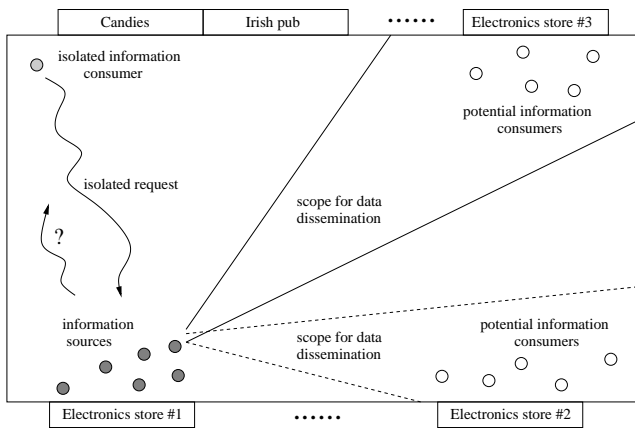 Candies
Irish pub
......
Electronics store #3
isolated information
consumer
potential information
consumers
isolated request
scope for data
dissemination
?
information
sources
scope for data
dissemination
potential information
consumers
Electronics store #1
......
Electronics store #2